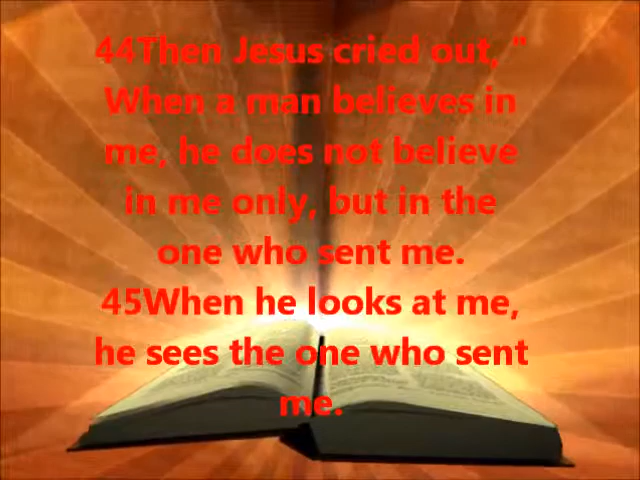 44Then Jesus cried out, "
When a man believes in
me, he does not believe
in me only, but in the
one who sent me.
45When he looks at me,
he sees the one who sent
me.